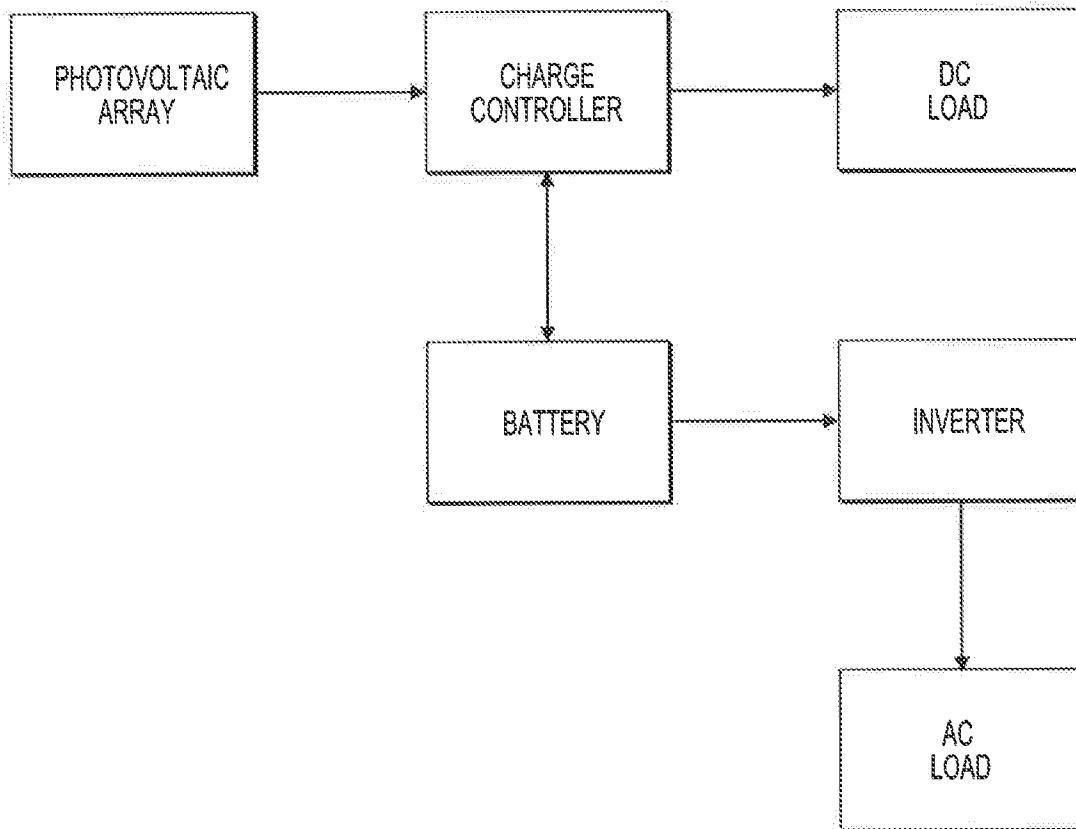 PHOTOVOLTAIC
ARRAY
CHARGE
CONTROLLER
DC
LOAD
BATTERY
INVERTER
AC
LOAD